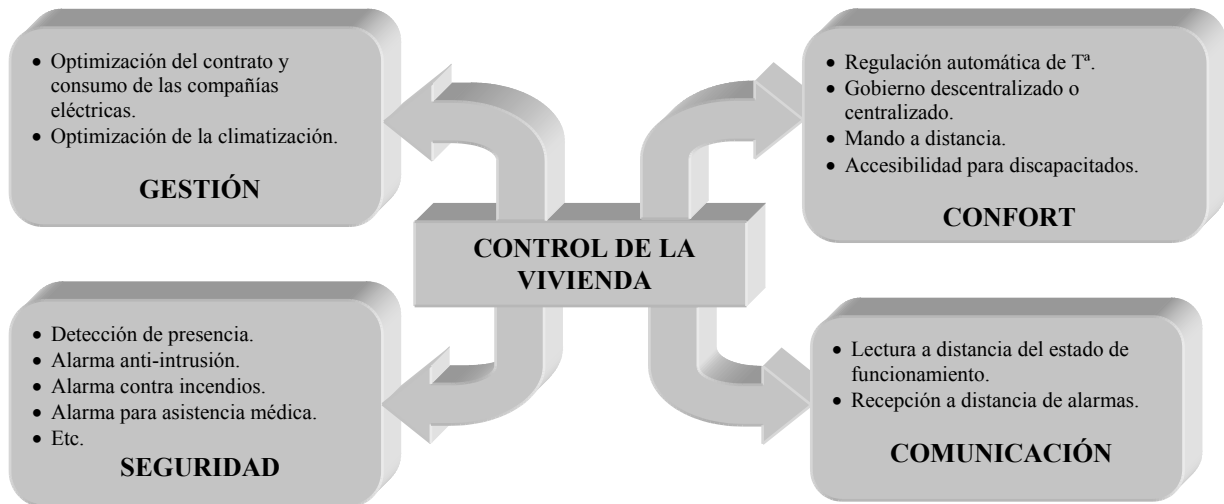 • Optimización del contrato y
consumo de las compañías
eléctricas.
• Optimización de la climatización.
GESTIÓN
• Regulación automática de Tª.
• Gobierno descentralizado o
centralizado.
• Mando a distancia.
• Accesibilidad para discapacitados.
CONFORT
CONTROL DE LA
VIVIENDA
• Detección de presencia.
• Alarma anti-intrusión.
• Alarma contra incendios.
• Alarma para asistencia médica.
• Etc.
SEGURIDAD
• Lectura a distancia del estado de
funcionamiento.
• Recepción a distancia de alarmas.
COMUNICACIÓN